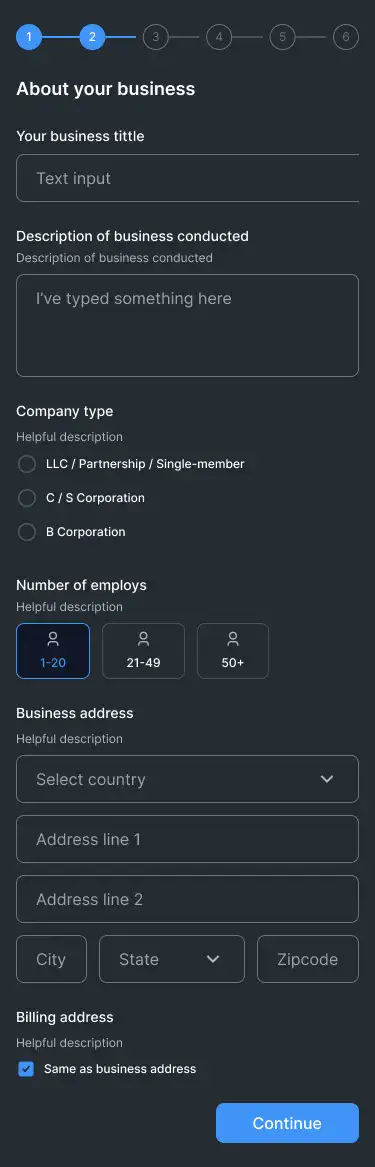 1 2 3 4 5 6
About your business
Your business tittle
Text input
Description of business conducted
Description of business conducted
I've typed something here
Company type
Helpful description
LLC / Partnership / Single-member
C / S Corporation
B Corporation
Number of employs
Helpful description
1-20 21-49 50+
Business address
Helpful description
Select country
Address line 1
Address line 2
City State Zipcode
Billing address
Helpful description
Same as business address
Continue